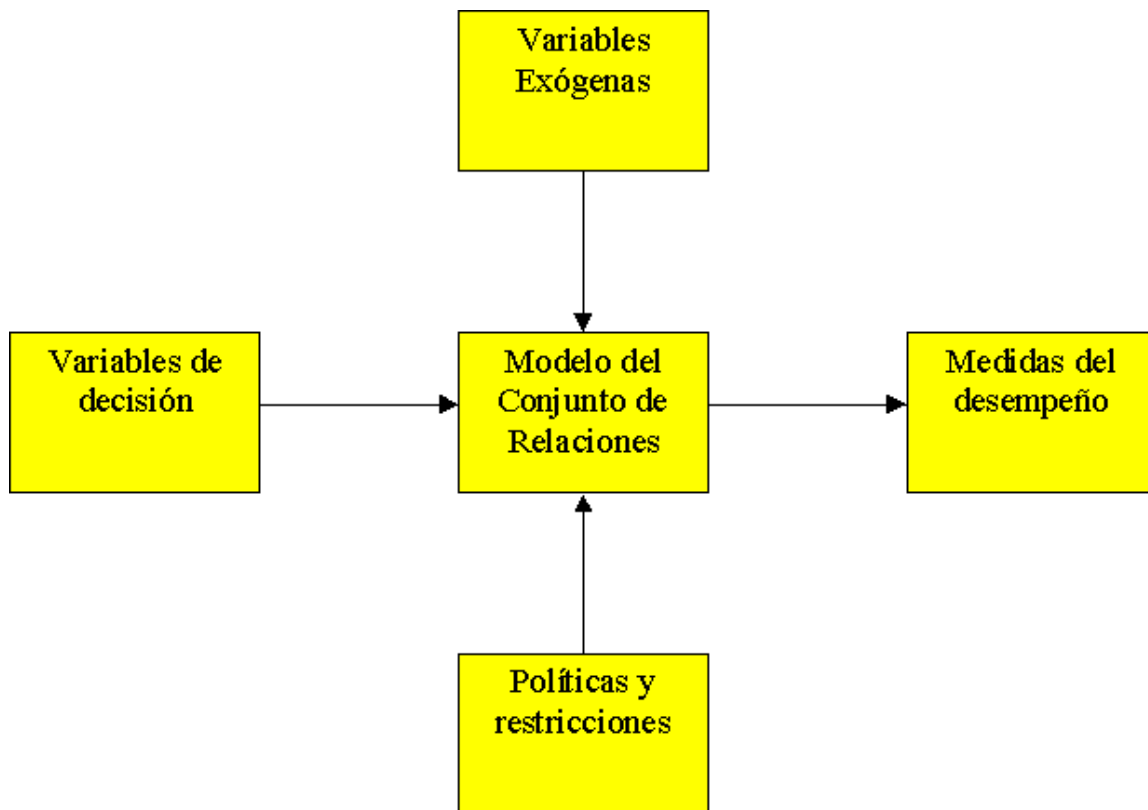 Variables
Exógenas
Variables de
decisión
Modelo del
Conjunto de
Relaciones
Medidas del
desempeño
Políticas y
restricciones